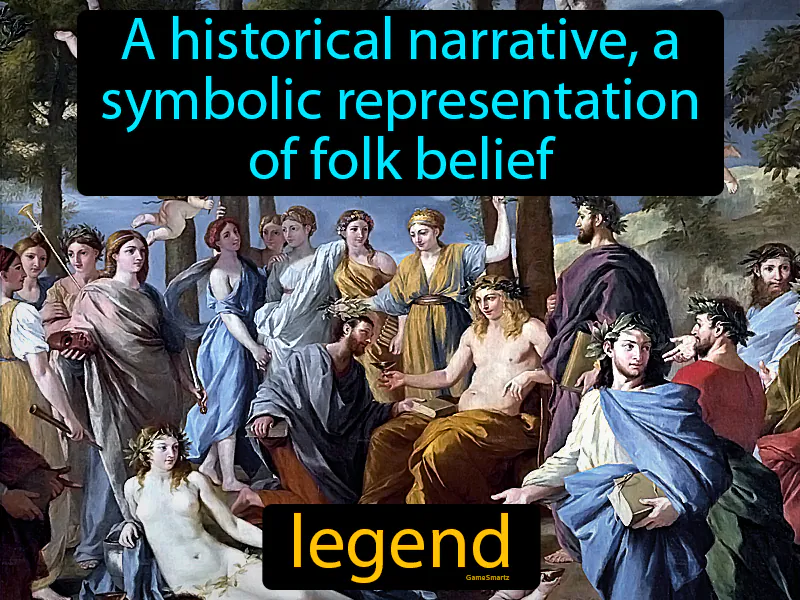 A historical narrative, a
symbolic representation
of folk belief
legend
GameSmartz